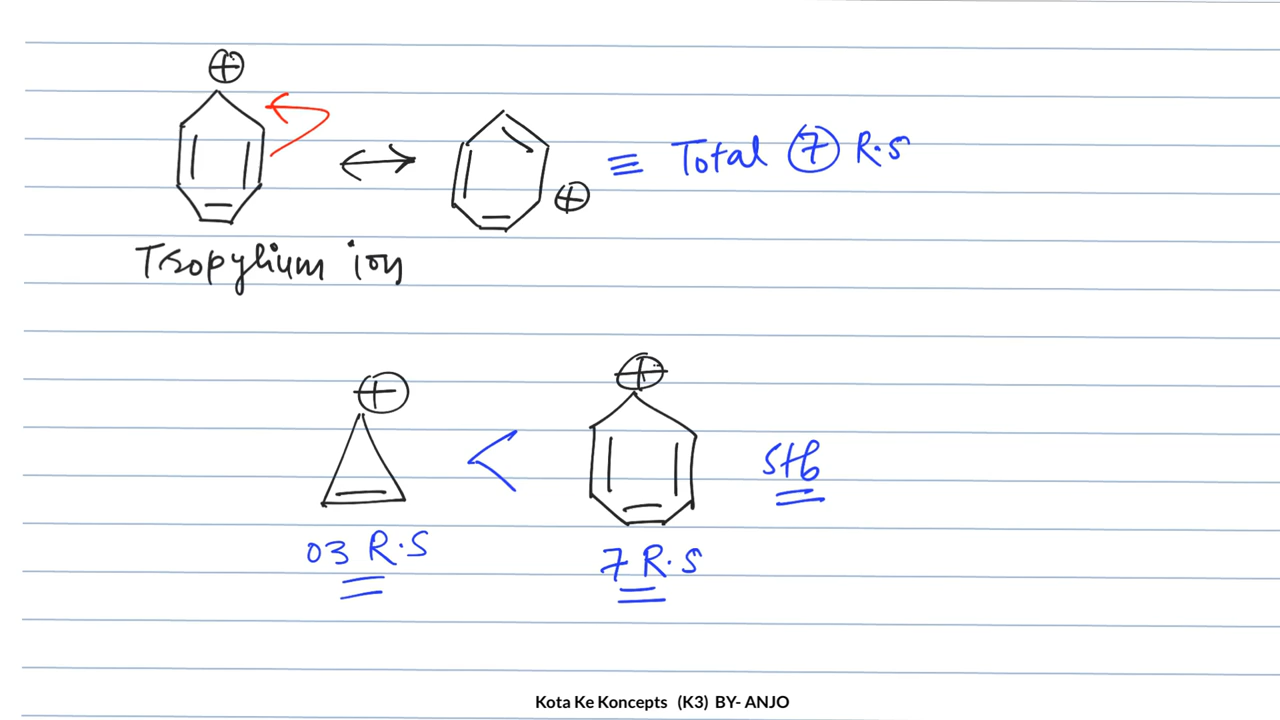 ⊕
⊕
≡ Total 7 R.S
Tropylium ion
⊕
⊕
< Stb
03 R.S
7 R.S
Kota Ke Koncepts (K3) BY- ANJO